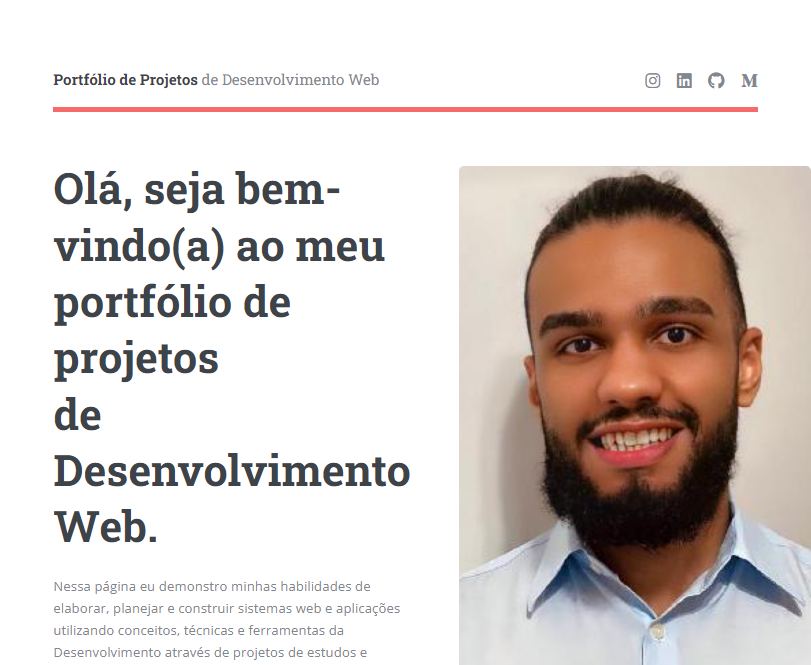 Portfólio de Projetos de Desenvolvimento Web
Olá, seja bem-
vindo(a) ao meu
portfólio de
projetos
de
Desenvolvimento
Web.
Nessa página eu demonstro minhas habilidades de
elaborar, planejar e construir sistemas web e aplicações
utilizando conceitos, técnicas e ferramentas da
Desenvolvimento através de projetos de estudos e